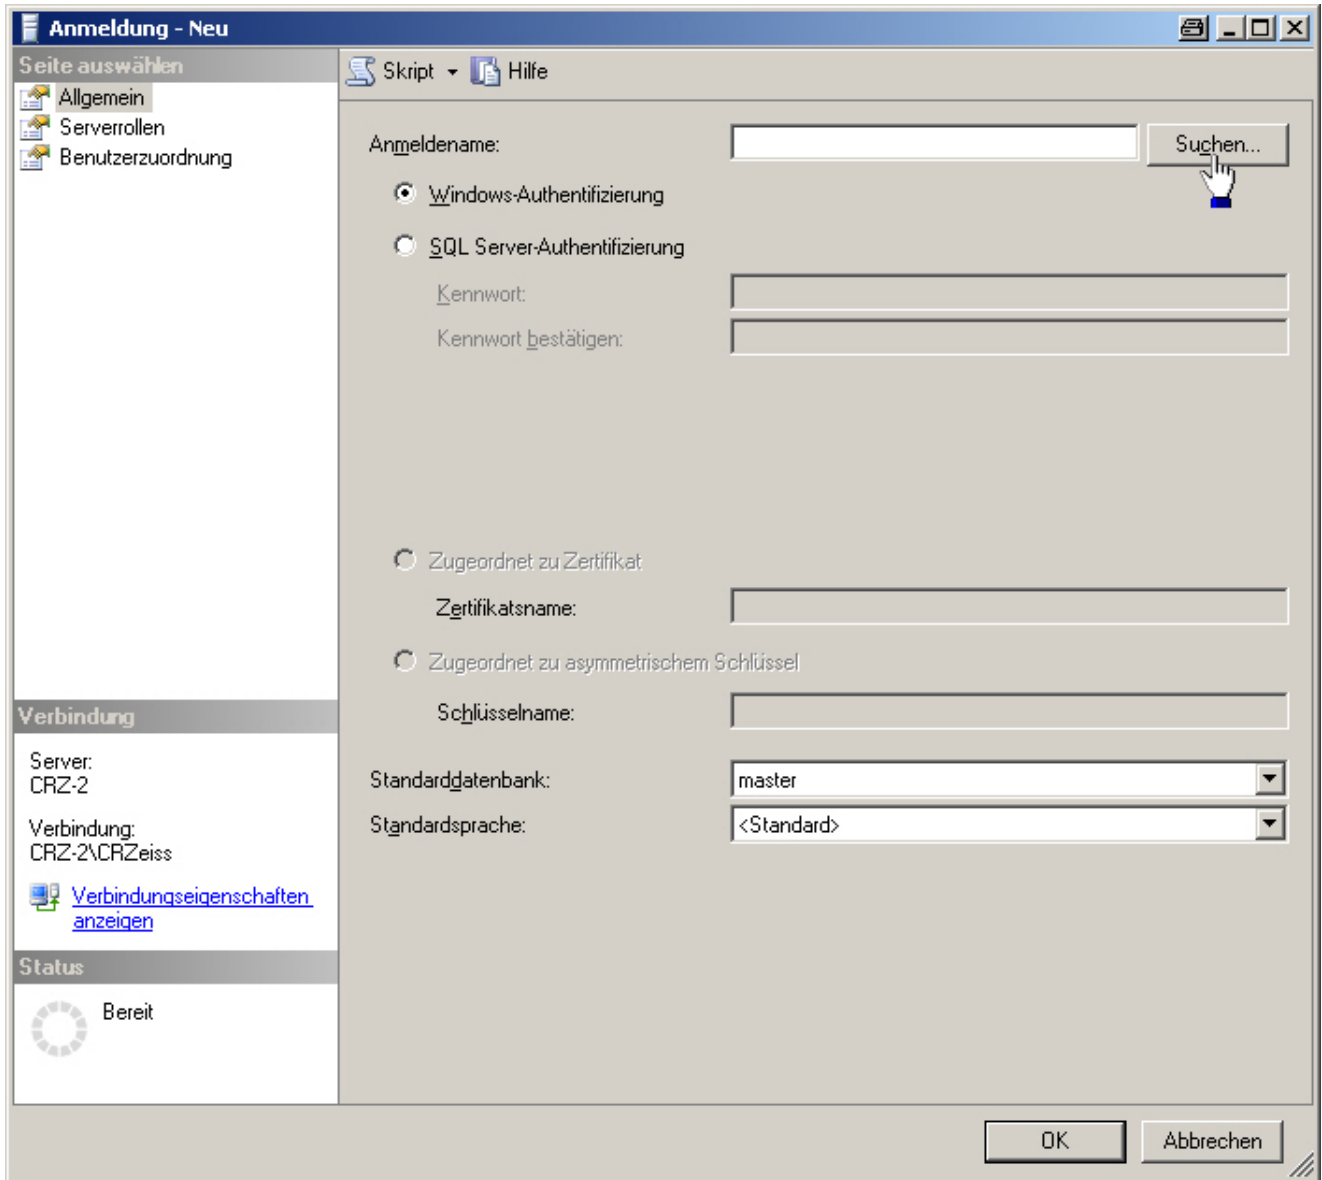 Anmeldung - Neu
Seite auswählen
Allgemein
Serverrollen
Benutzerzuordnung
Skript
Hilfe
Anmeldename:
Suchen...
Windows-Authentifizierung
SQL Server-Authentifizierung
Kennwort:
Kennwort bestätigen:
Zugeordnet zu Zertifikat
Zertifikatsname:
Zugeordnet zu asymmetrischem Schlüssel
Schlüsselname:
Standarddatenbank:
master
Standardsprache:
<Standard>
Verbindung
Server:
CRZ-2
Verbindung:
CRZ-2\CRZeiss
Verbindungseigenschaften
anzeigen
Status
Bereit
OK
Abbrechen